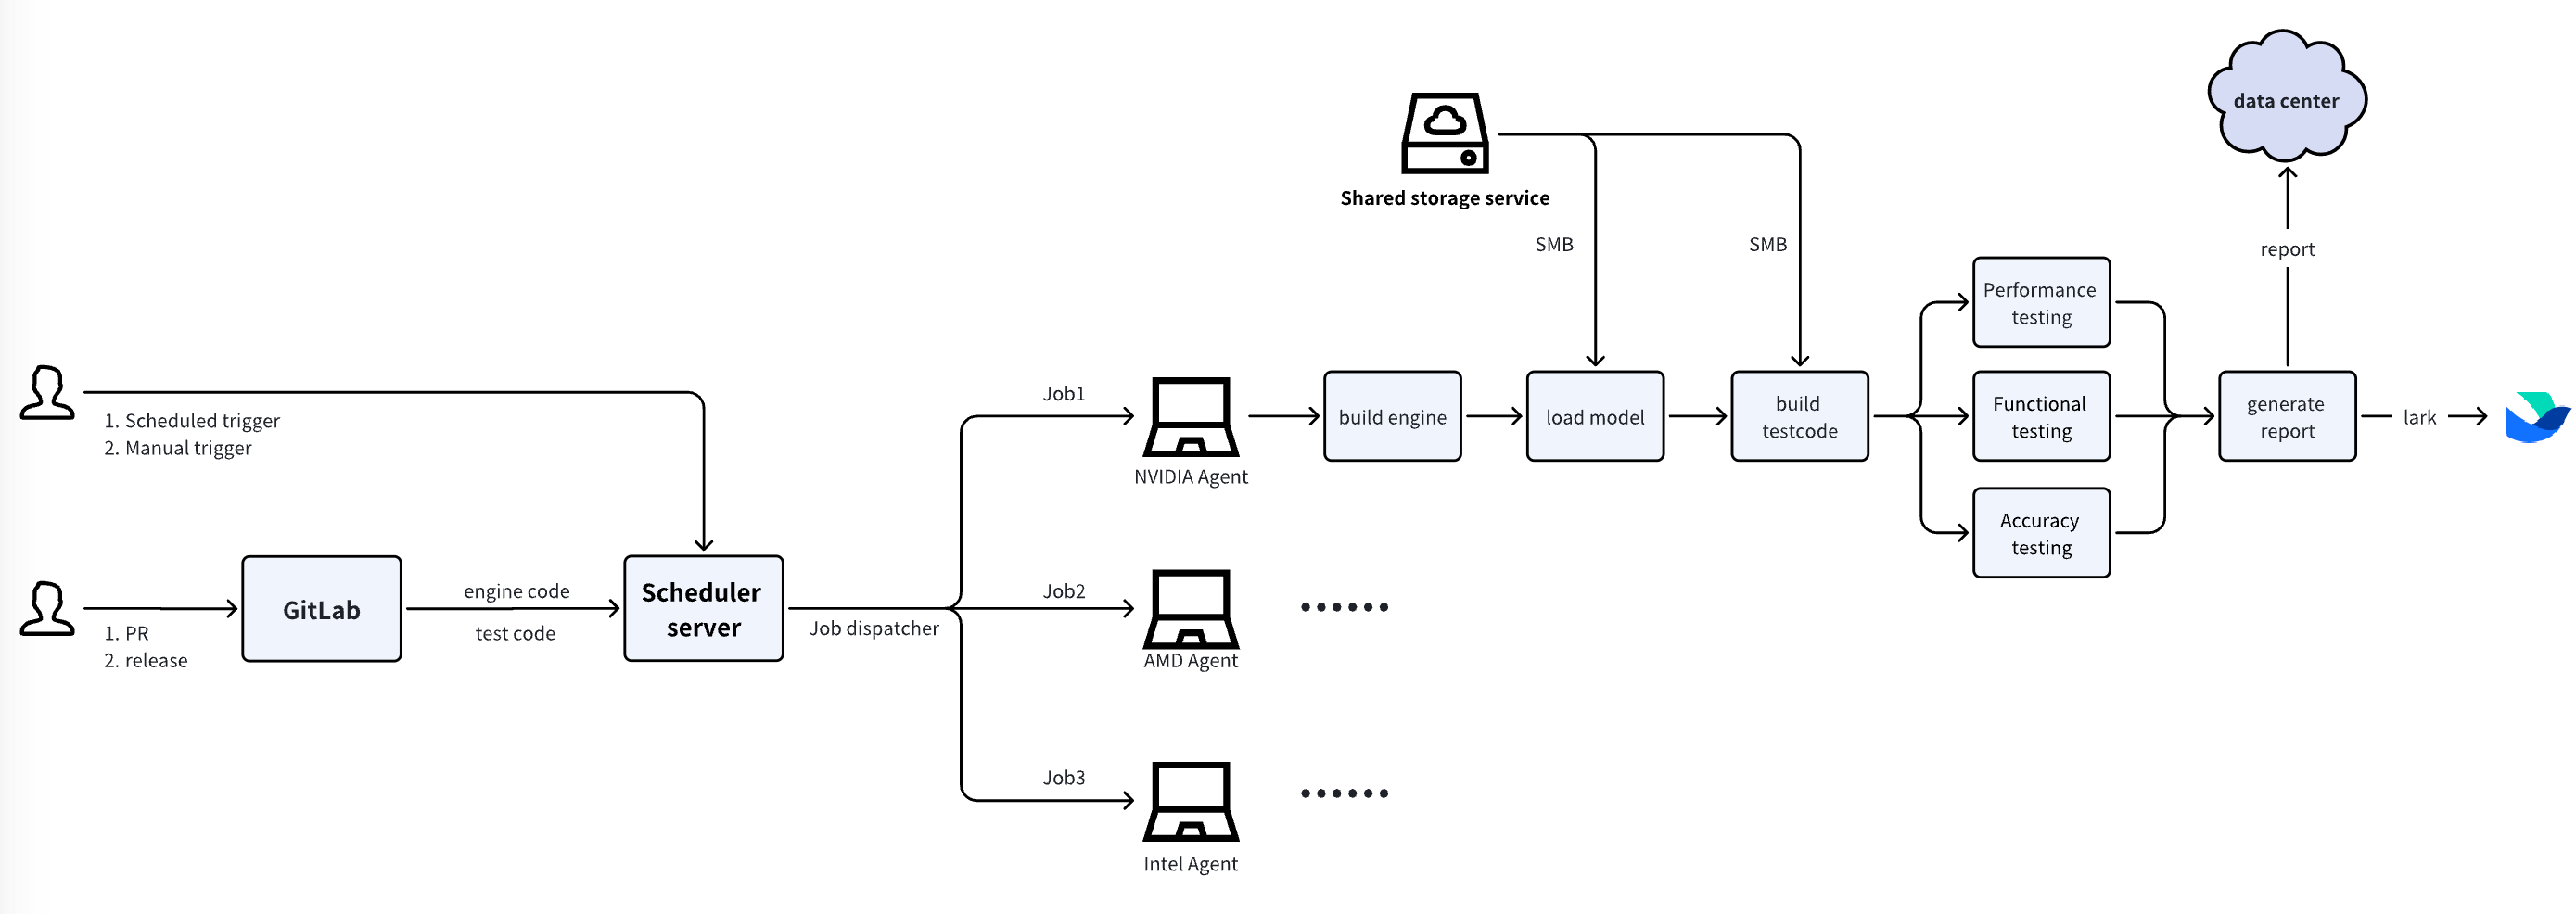 data center
Shared storage service
SMB
SMB
report
Performance
testing
1. Scheduled trigger
2. Manual trigger
Job1
NVIDIA Agent
build engine
load model
build
testcode
Functional
testing
generate
report
lark
Accuracy
testing
1. PR
2. release
GitLab
engine code
test code
Scheduler
server
Job dispatcher
Job2
AMD Agent
......
Job3
Intel Agent
......